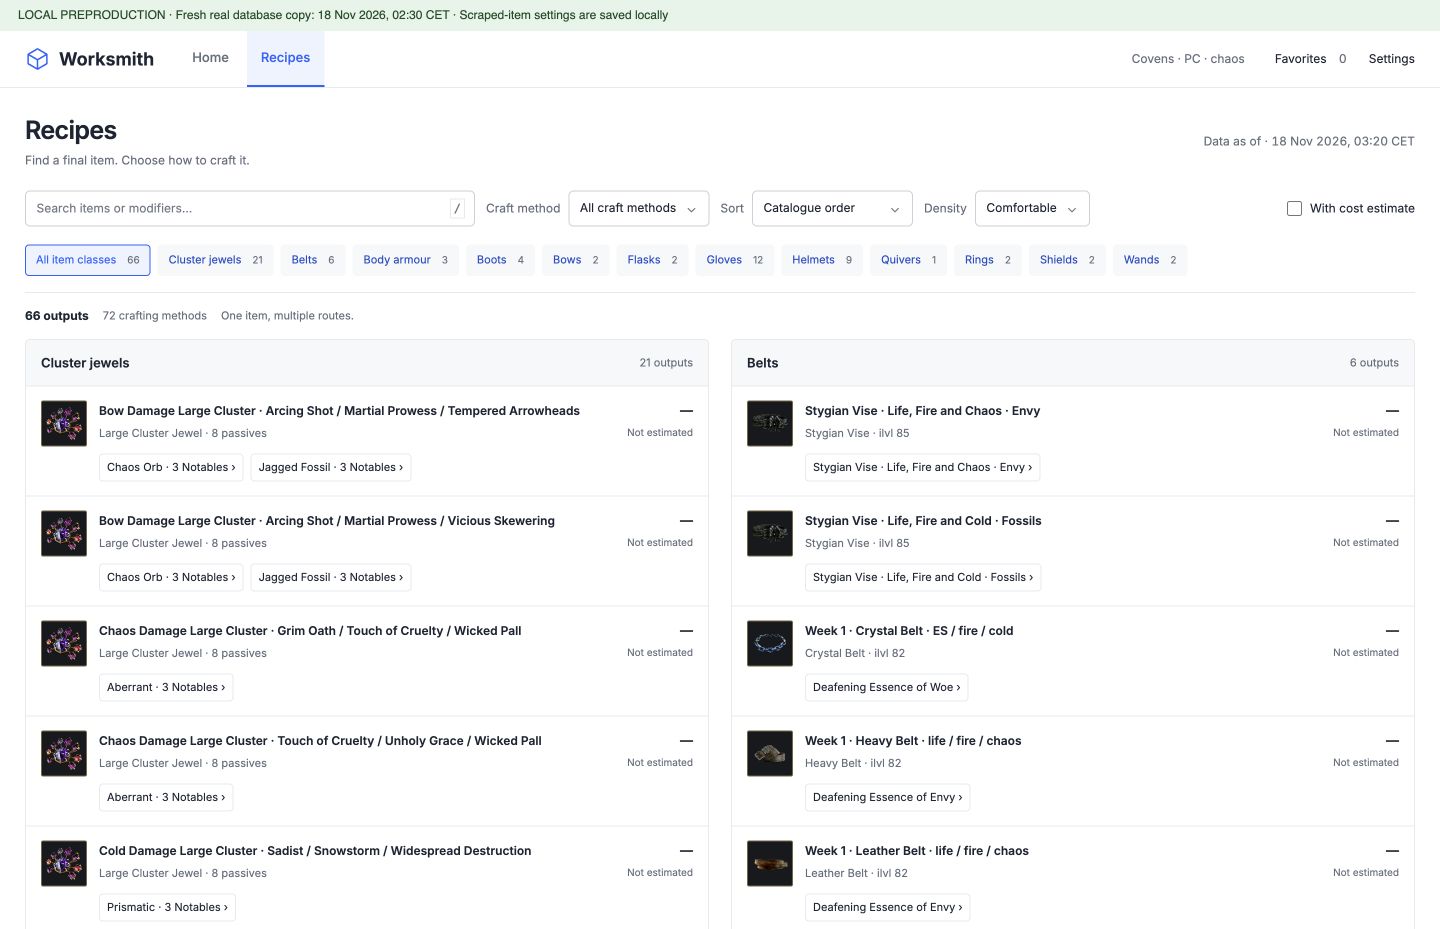 LOCAL PREPRODUCTION · Fresh real database copy: 18 Nov 2026, 02:30 CET · Scraped-item settings are saved locally
Worksmith Home Recipes Covens · PC · chaos Favorites 0 Settings
Recipes
Data as of · 18 Nov 2026, 03:20 CET
Find a final item. Choose how to craft it.
Search items or modifiers... / Craft method All craft methods Sort Catalogue order Density Comfortable With cost estimate
All item classes 66 Cluster jewels 21 Belts 6 Body armour 3 Boots 4 Bows 2 Flasks 2 Gloves 12 Helmets 9 Quivers 1 Rings 2 Shields 2 Wands 2
66 outputs 72 crafting methods One item, multiple routes.
Cluster jewels 21 outputs
Bow Damage Large Cluster · Arcing Shot / Martial Prowess / Tempered Arrowheads —
Large Cluster Jewel · 8 passives Not estimated
Chaos Orb · 3 Notables › Jagged Fossil · 3 Notables ›
Bow Damage Large Cluster · Arcing Shot / Martial Prowess / Vicious Skewering —
Large Cluster Jewel · 8 passives Not estimated
Chaos Orb · 3 Notables › Jagged Fossil · 3 Notables ›
Chaos Damage Large Cluster · Grim Oath / Touch of Cruelty / Wicked Pall —
Large Cluster Jewel · 8 passives Not estimated
Aberrant · 3 Notables ›
Chaos Damage Large Cluster · Touch of Cruelty / Unholy Grace / Wicked Pall —
Large Cluster Jewel · 8 passives Not estimated
Aberrant · 3 Notables ›
Cold Damage Large Cluster · Sadist / Snowstorm / Widespread Destruction —
Large Cluster Jewel · 8 passives Not estimated
Prismatic · 3 Notables ›
Belts 6 outputs
Stygian Vise · Life, Fire and Chaos · Envy —
Stygian Vise · ilvl 85 Not estimated
Stygian Vise · Life, Fire and Chaos · Envy ›
Stygian Vise · Life, Fire and Cold · Fossils —
Stygian Vise · ilvl 85 Not estimated
Stygian Vise · Life, Fire and Cold · Fossils ›
Week 1 · Crystal Belt · ES / fire / cold —
Crystal Belt · ilvl 82 Not estimated
Deafening Essence of Woe ›
Week 1 · Heavy Belt · life / fire / chaos —
Heavy Belt · ilvl 82 Not estimated
Deafening Essence of Envy ›
Week 1 · Leather Belt · life / fire / chaos —
Leather Belt · ilvl 82 Not estimated
Deafening Essence of Envy ›